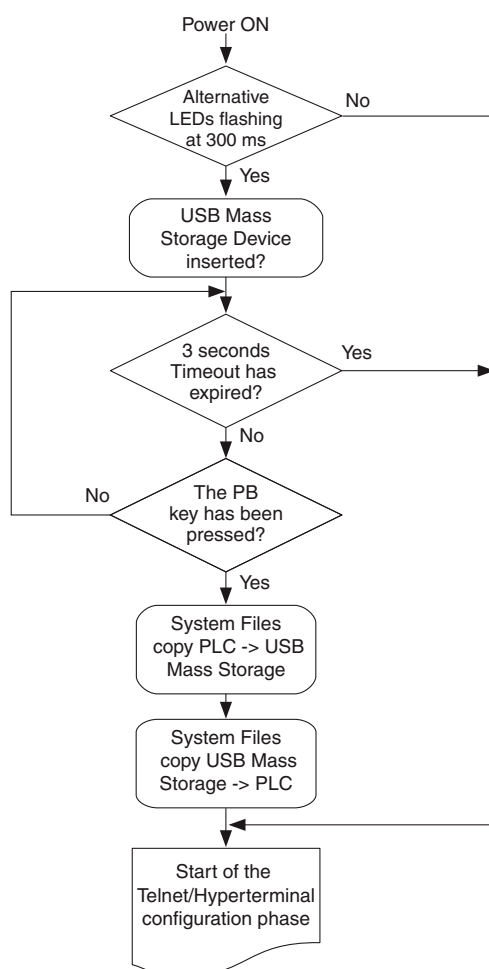 Power ON
Alternative
LEDs flashing
at 300 ms
No
Yes
USB Mass
Storage Device
inserted?
3 seconds
Timeout has
expired?
Yes
No
The PB
key has been
pressed?
No
Yes
System Files
copy PLC -> USB
Mass Storage
System Files
copy USB Mass
Storage -> PLC
Start of the
Telnet/Hyperterminal
configuration phase